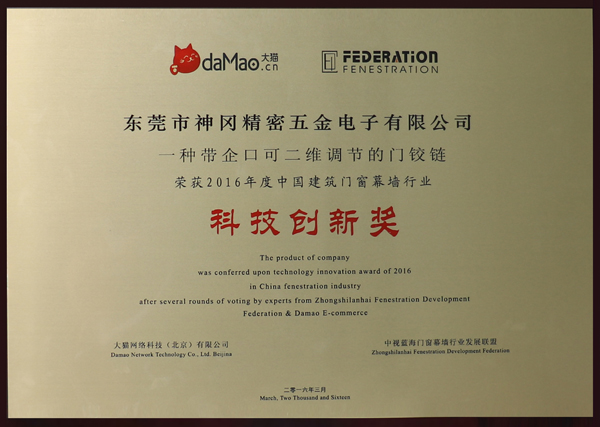 daMao.cn 大猫
FEDERATiON
FENESTRATION
东莞市神冈精密五金电子有限公司
一种带企口可二维调节的门铰链
荣获2016年度中国建筑门窗幕墙行业
科技创新奖
The product of company
was conferred upon technology innovation award of 2016
in China fenestration industry
after several rounds of voting by experts from Zhongshilanhai Fenestration Development
Federation & Damao E-commerce
大猫网络科技（北京）有限公司
Damao Network Technology Co., Ltd. Beijina
中视蓝海门窗幕墙行业发展联盟
Zhongshilanhai Fenestration Development Federation
二零一六年三月
March, Two Thousand and Sixteen